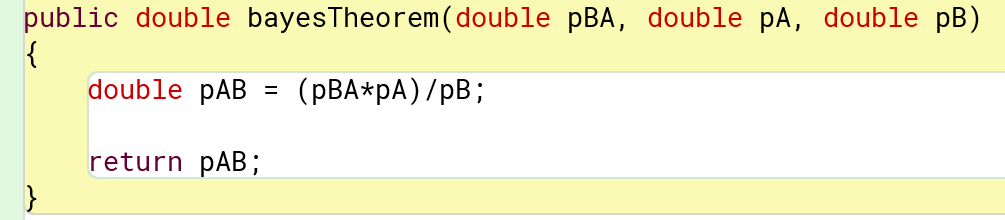 public double bayesTheorem(double pBA, double pA, double pB)
{
double pAB = (pBA*pA)/pB;
return pAB;
}